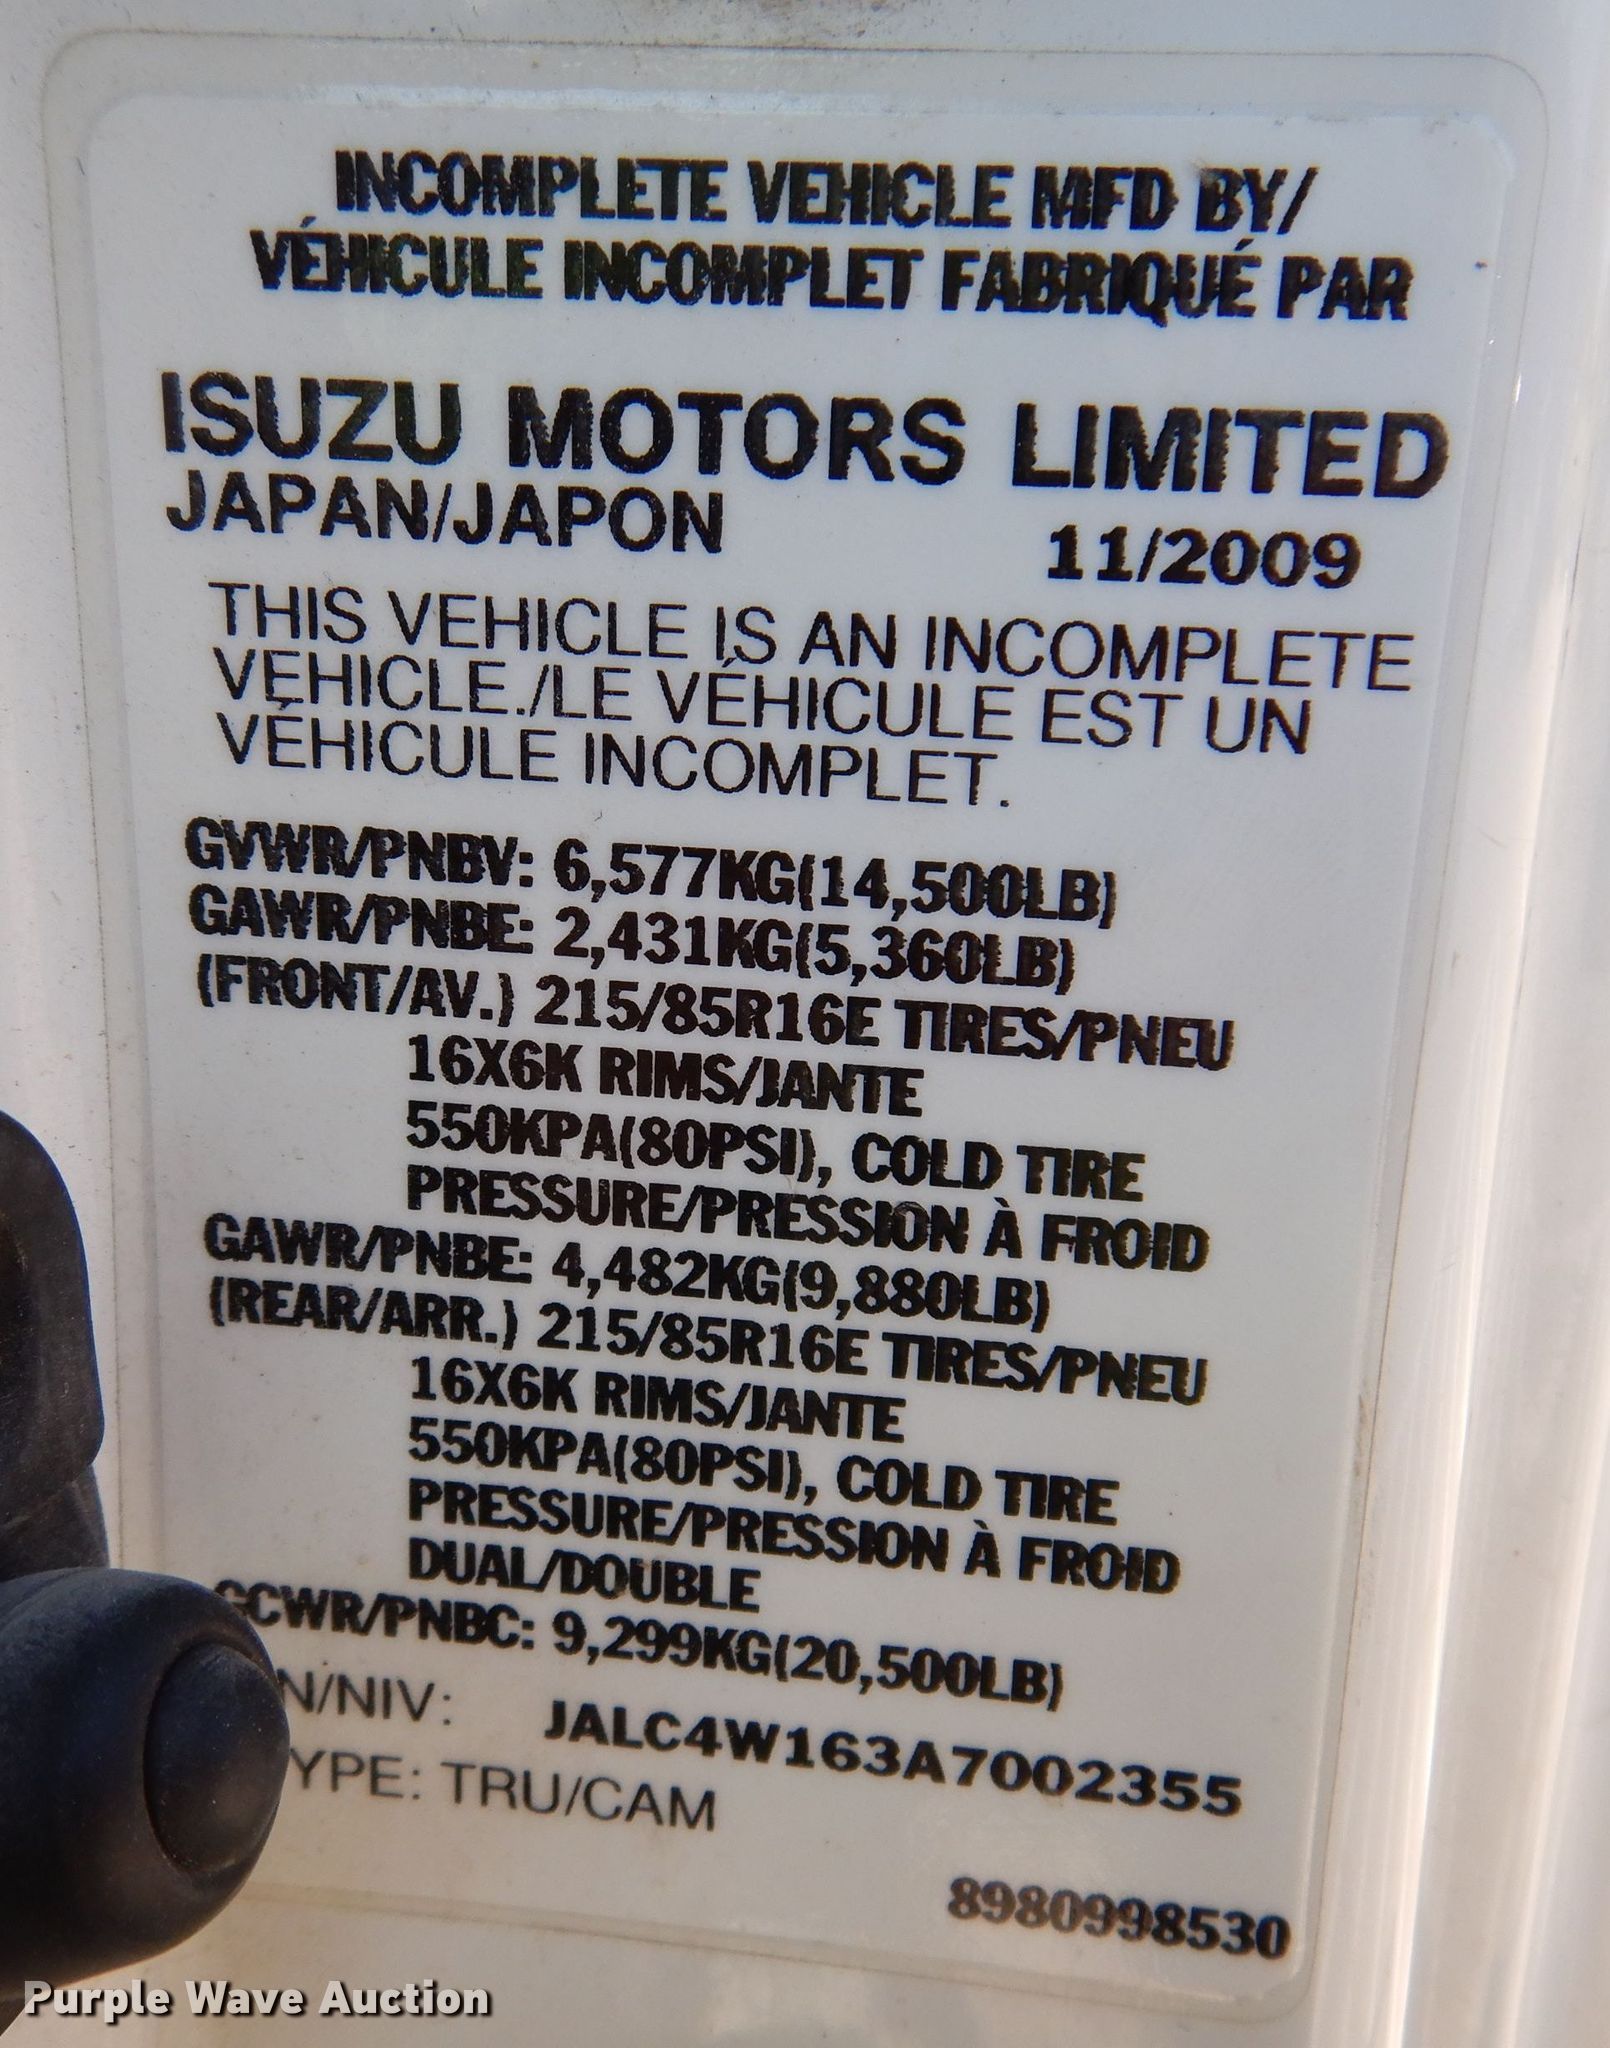 INCOMPLETE VEHICLE MFD BY/
VÉHICULE INCOMPLET FABRIQUÉ PAR
ISUZU MOTORS LIMITED
JAPAN/JAPON 11/2009
THIS VEHICLE IS AN INCOMPLETE
VEHICLE./LE VÉHICULE EST UN
VÉHICULE INCOMPLET.
GVWR/PNBV: 6,577KG(14,500LB)
GAWR/PNBE: 2,431KG(5,360LB)
(FRONT/AV.) 215/85R16E TIRES/PNEU
16X6K RIMS/JANTE
550KPA(80PSI), COLD TIRE
PRESSURE/PRESSION À FROID
GAWR/PNBE: 4,482KG(9,880LB)
(REAR/ARR.) 215/85R16E TIRES/PNEU
16X6K RIMS/JANTE
550KPA(80PSI), COLD TIRE
PRESSURE/PRESSION À FROID
DUAL/DOUBLE
GCWR/PNBC: 9,299KG(20,500LB)
N/NIV: JALC4W163A7002355
YPE: TRU/CAM
8980998530
Purple Wave Auction